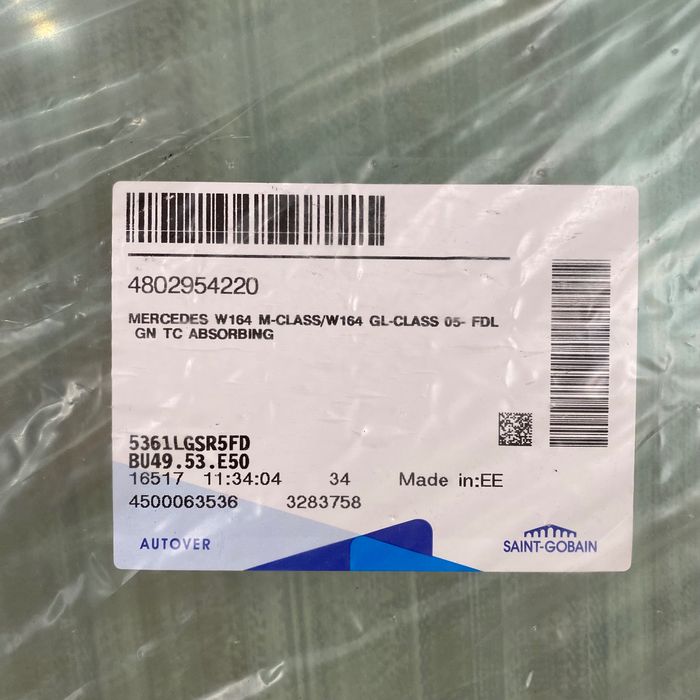 4802954220
MERCEDES W164 M-CLASS/W164 GL-CLASS 05- FDL
GN TC ABSORBING
5361LGSR5FD
BU49.53.E50
16517 11:34:04 34 Made in:EE
4500063536 3283758
AUTOVER
SAINT-GOBAIN